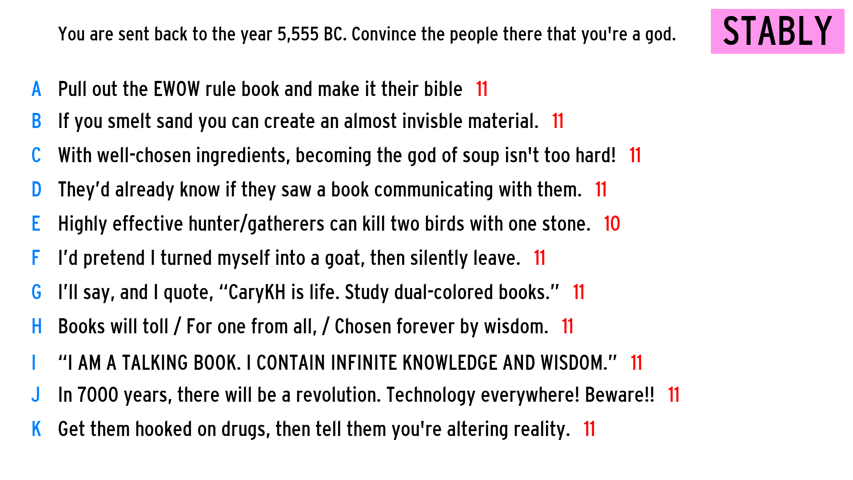 You are sent back to the year 5,555 BC. Convince the people there that you're a god.
STABLY
A Pull out the EWOW rule book and make it their bible 11
B If you smelt sand you can create an almost invisble material. 11
C With well-chosen ingredients, becoming the god of soup isn't too hard! 11
D They’d already know if they saw a book communicating with them. 11
E Highly effective hunter/gatherers can kill two birds with one stone. 10
F I’d pretend I turned myself into a goat, then silently leave. 11
G I’ll say, and I quote, “CaryKH is life. Study dual-colored books.” 11
H Books will toll / For one from all, / Chosen forever by wisdom. 11
I “I AM A TALKING BOOK. I CONTAIN INFINITE KNOWLEDGE AND WISDOM.” 11
J In 7000 years, there will be a revolution. Technology everywhere! Beware!! 11
K Get them hooked on drugs, then tell them you're altering reality. 11